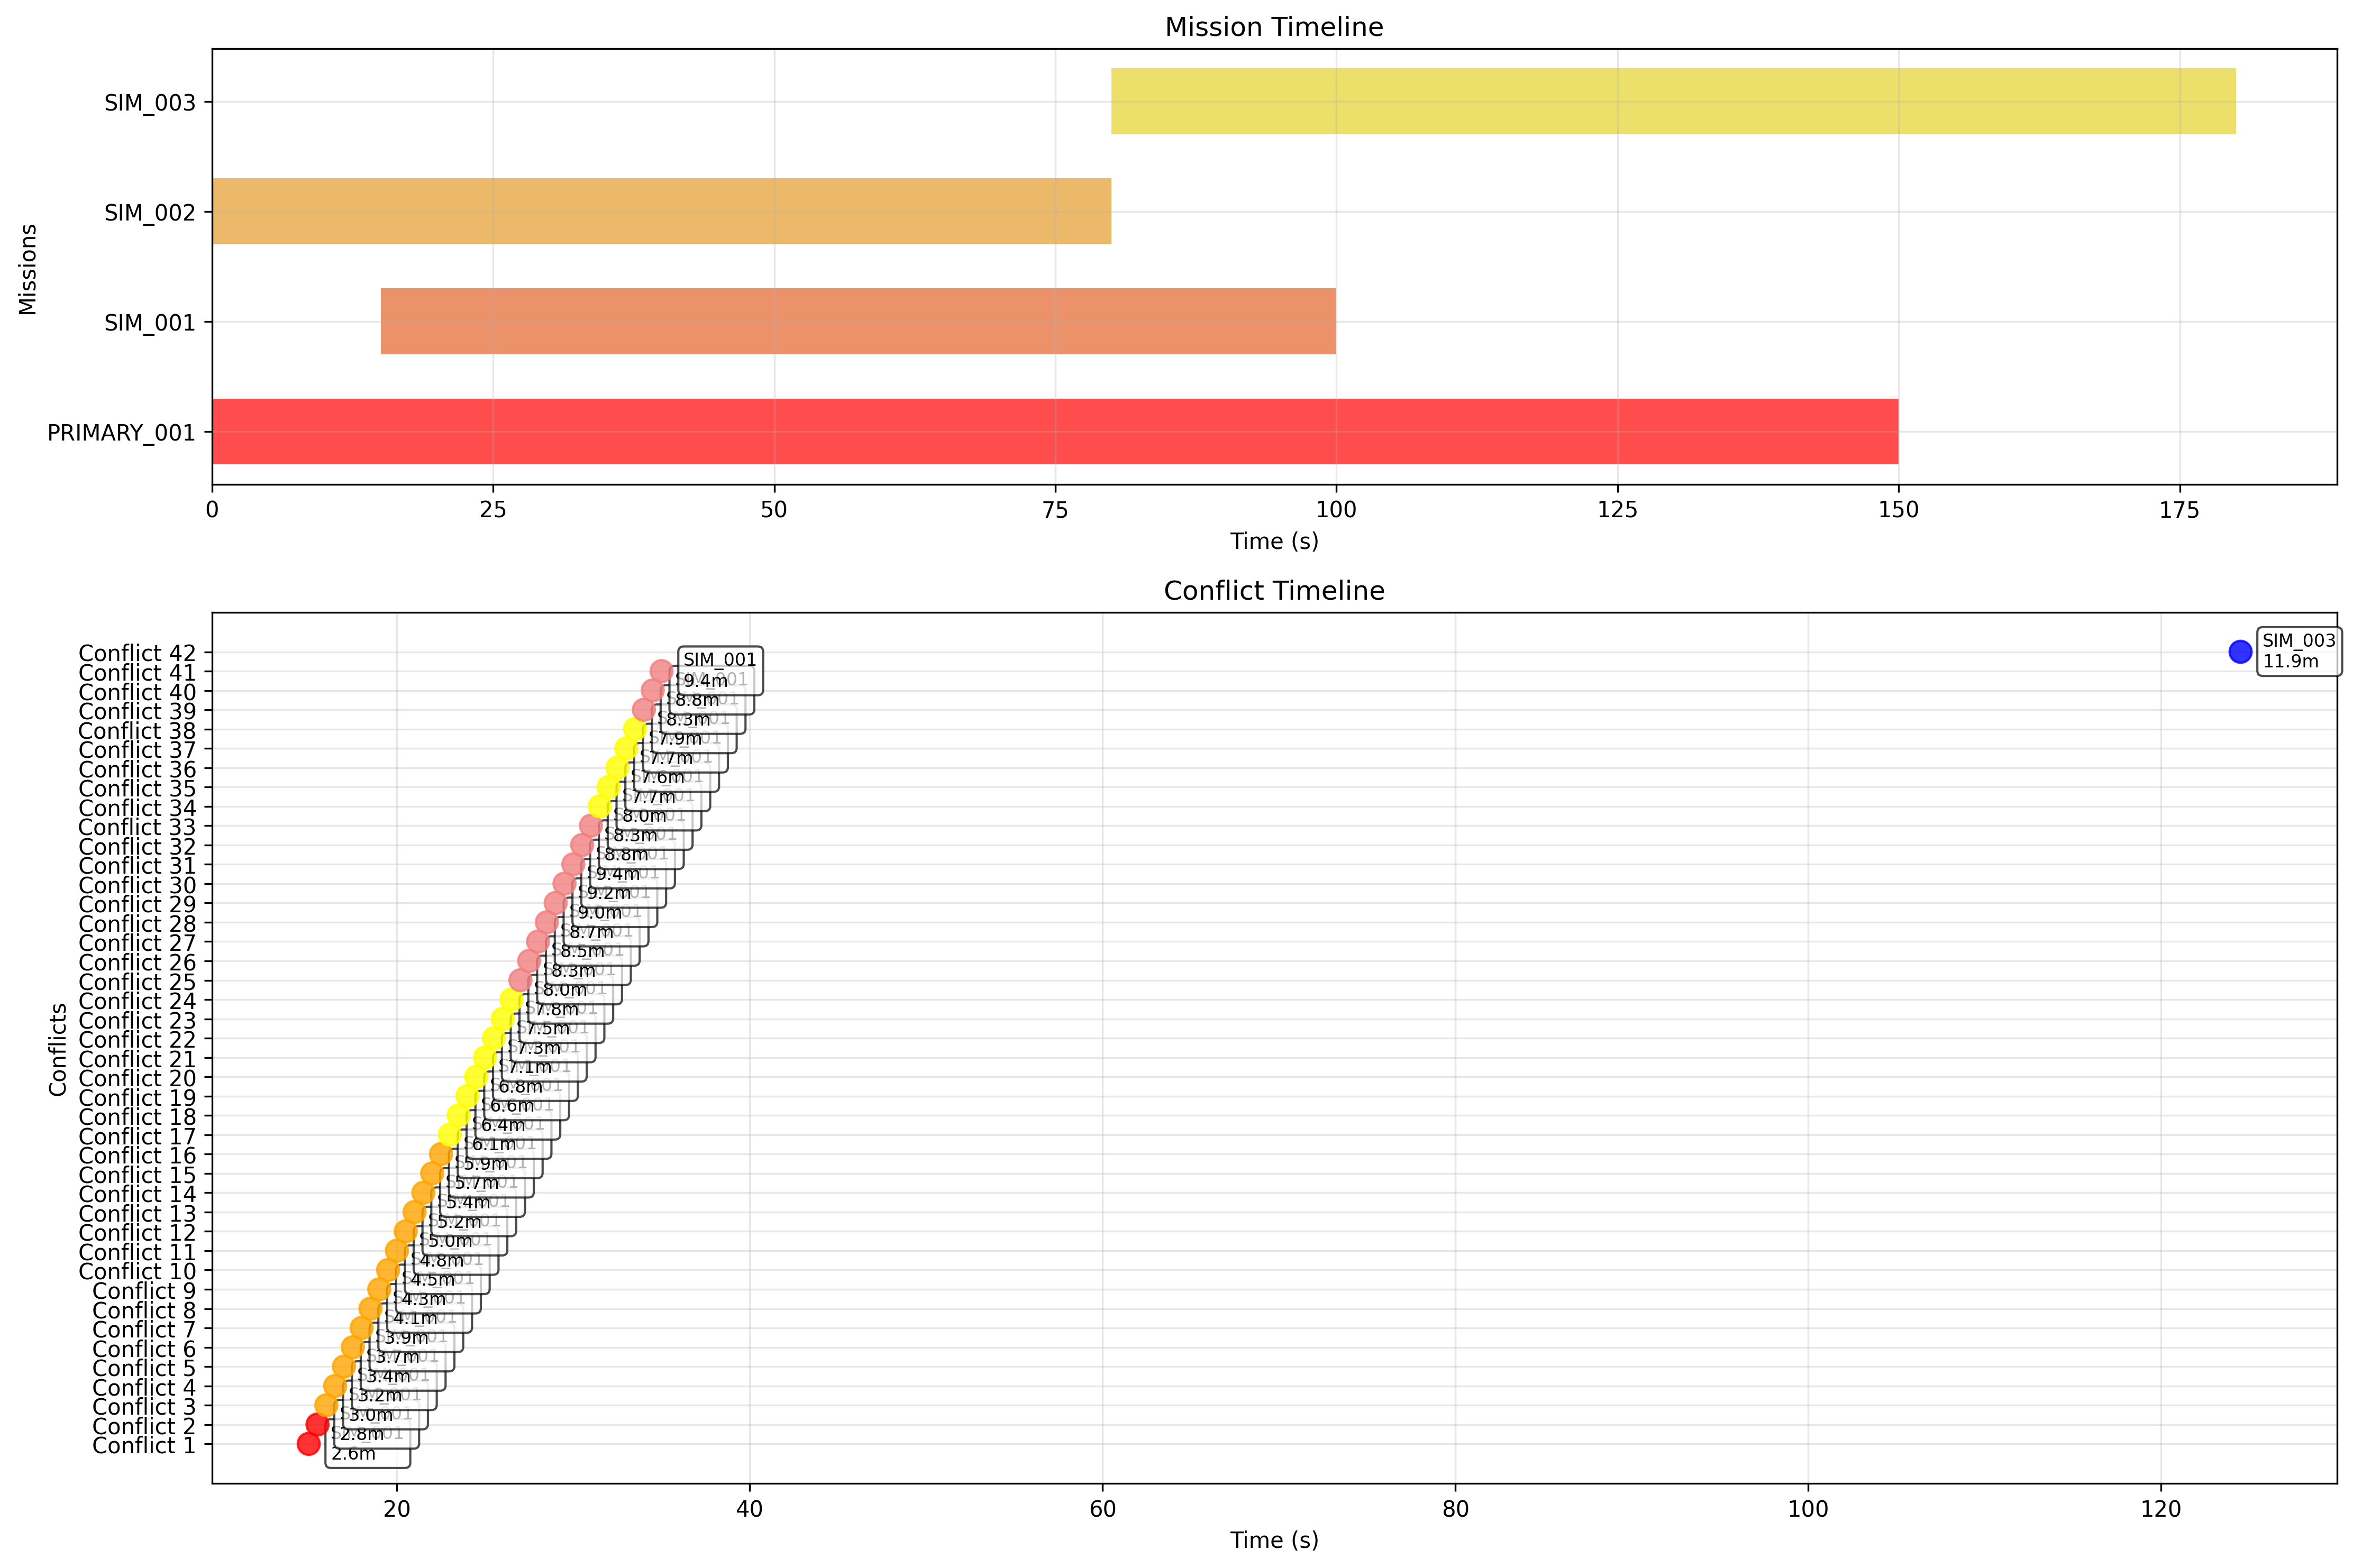 Mission Timeline
SIM_003
SIM_002
SIM_001
PRIMARY_001
Missions
0 25 50 75 100 125 150 175
Time (s)
Conflict Timeline
Conflict 42
Conflict 41
Conflict 40
Conflict 39
Conflict 38
Conflict 37
Conflict 36
Conflict 35
Conflict 34
Conflict 33
Conflict 32
Conflict 31
Conflict 30
Conflict 29
Conflict 28
Conflict 27
Conflict 26
Conflict 25
Conflict 24
Conflict 23
Conflict 22
Conflict 21
Conflict 20
Conflict 19
Conflict 18
Conflict 17
Conflict 16
Conflict 15
Conflict 14
Conflict 13
Conflict 12
Conflict 11
Conflict 10
Conflict 9
Conflict 8
Conflict 7
Conflict 6
Conflict 5
Conflict 4
Conflict 3
Conflict 2
Conflict 1
Conflicts
SIM_003
11.9m
SIM_001
9.4m
8.8m
8.3m
7.9m
7.7m
7.6m
7.7m
8.0m
8.3m
8.8m
9.4m
9.2m
9.0m
8.7m
8.5m
8.3m
8.0m
7.8m
7.5m
7.3m
7.1m
6.8m
6.6m
6.4m
6.1m
5.9m
5.7m
5.4m
5.2m
5.0m
4.8m
4.5m
4.3m
4.1m
3.9m
3.7m
3.4m
3.2m
3.0m
2.8m
2.6m
20 40 60 80 100 120
Time (s)